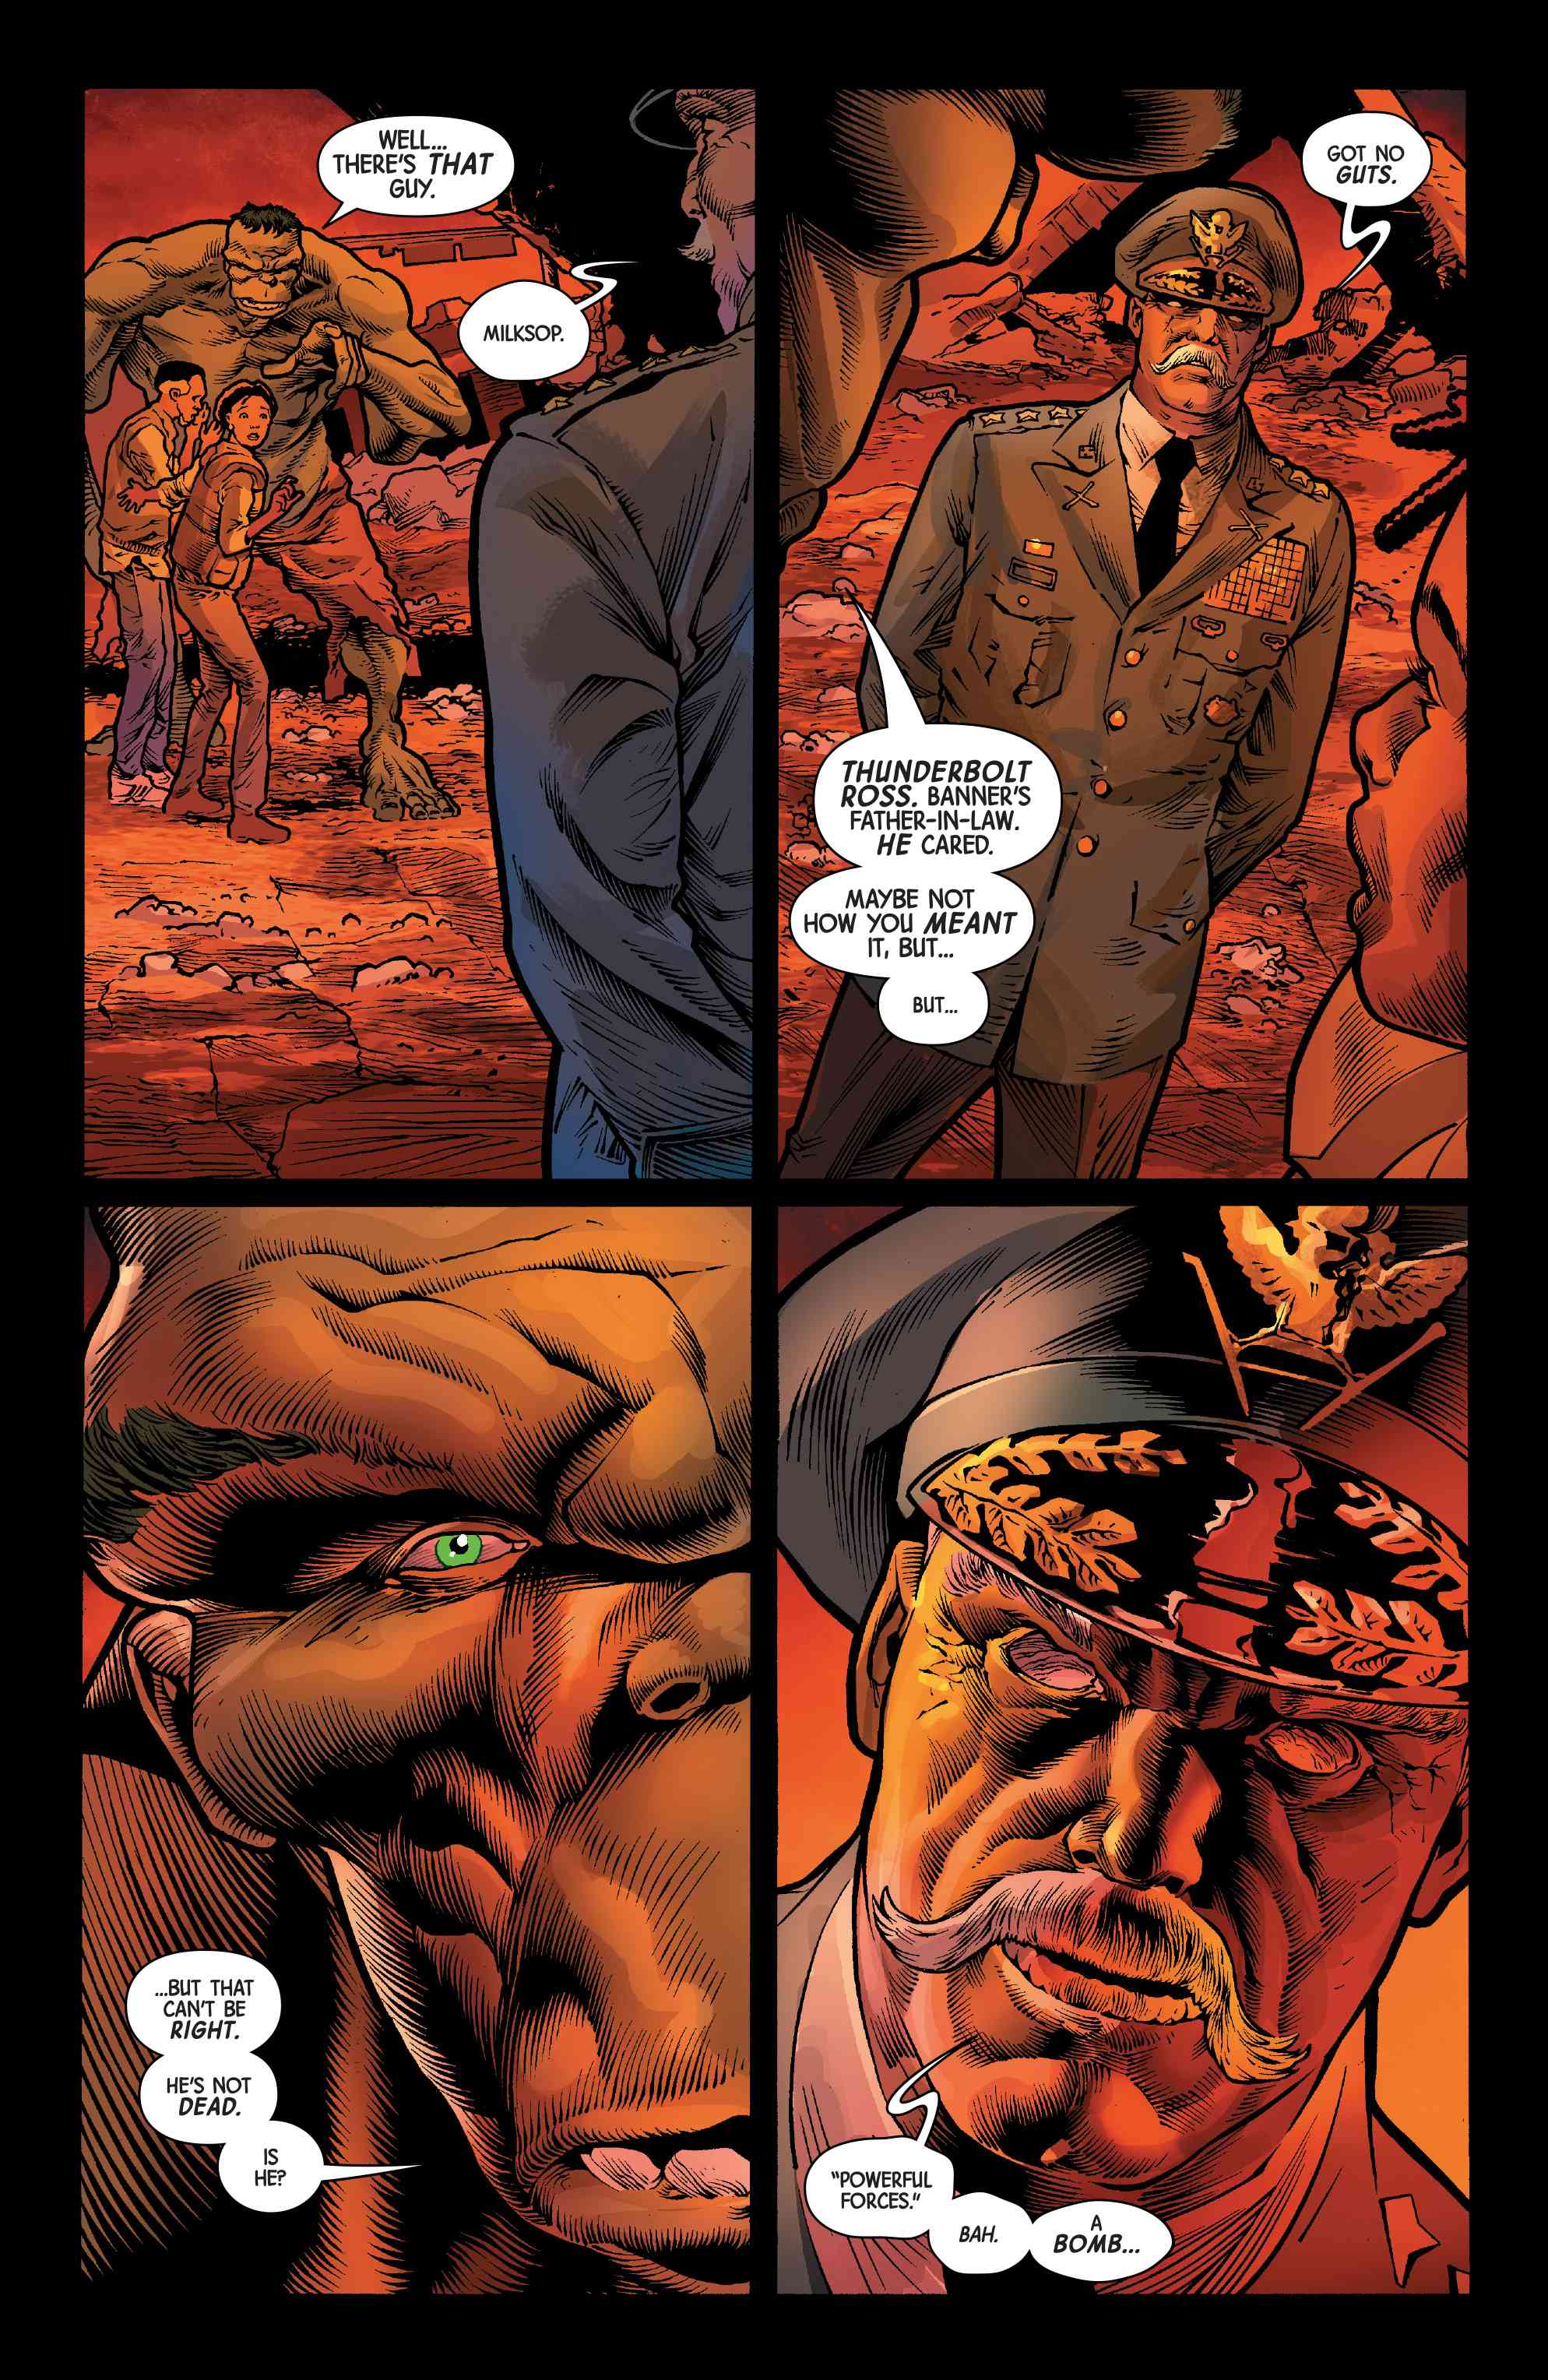 WELL...
THERE'S THAT
GUY.
MILKSOP.
GOT NO
GUTS.
THUNDERBOLT
ROSS. BANNER'S
FATHER-IN-LAW.
HE CARED.
MAYBE NOT
HOW YOU MEANT
IT, BUT...
BUT...
...BUT THAT
CAN'T BE
RIGHT.
HE'S NOT
DEAD.
IS
HE?
"POWERFUL
FORCES."
BAH.
A
BOMB...